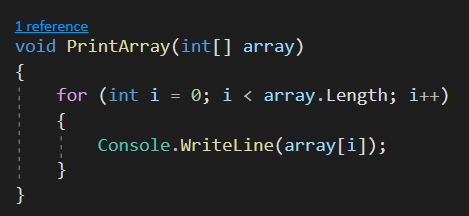 1 reference
void PrintArray(int[] array)
{
    for (int i = 0; i < array.Length; i++)
    {
        Console.WriteLine(array[i]);
    }
}